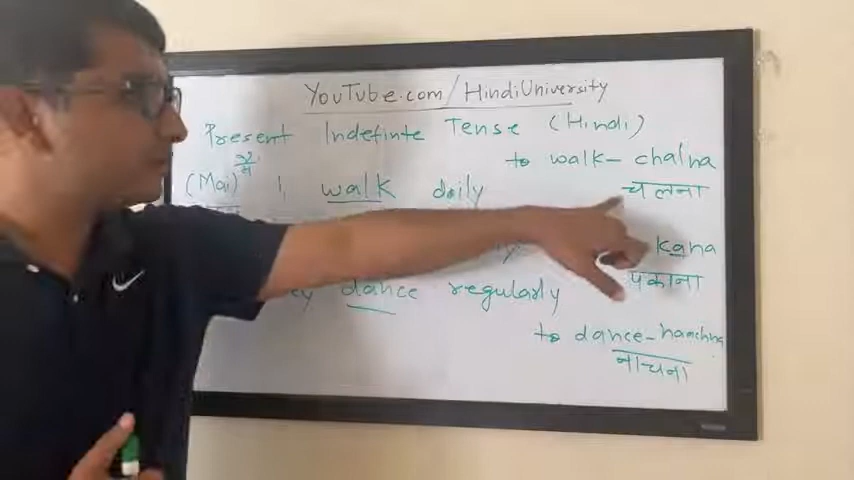 YouTube.com/HindiUniversity
Present Indefinite Tense (Hindi)
to walk - chalna
(Mai) I, walk daily
चलना
kana
पकाना
dance regularly
to dance - naachna
नाचना